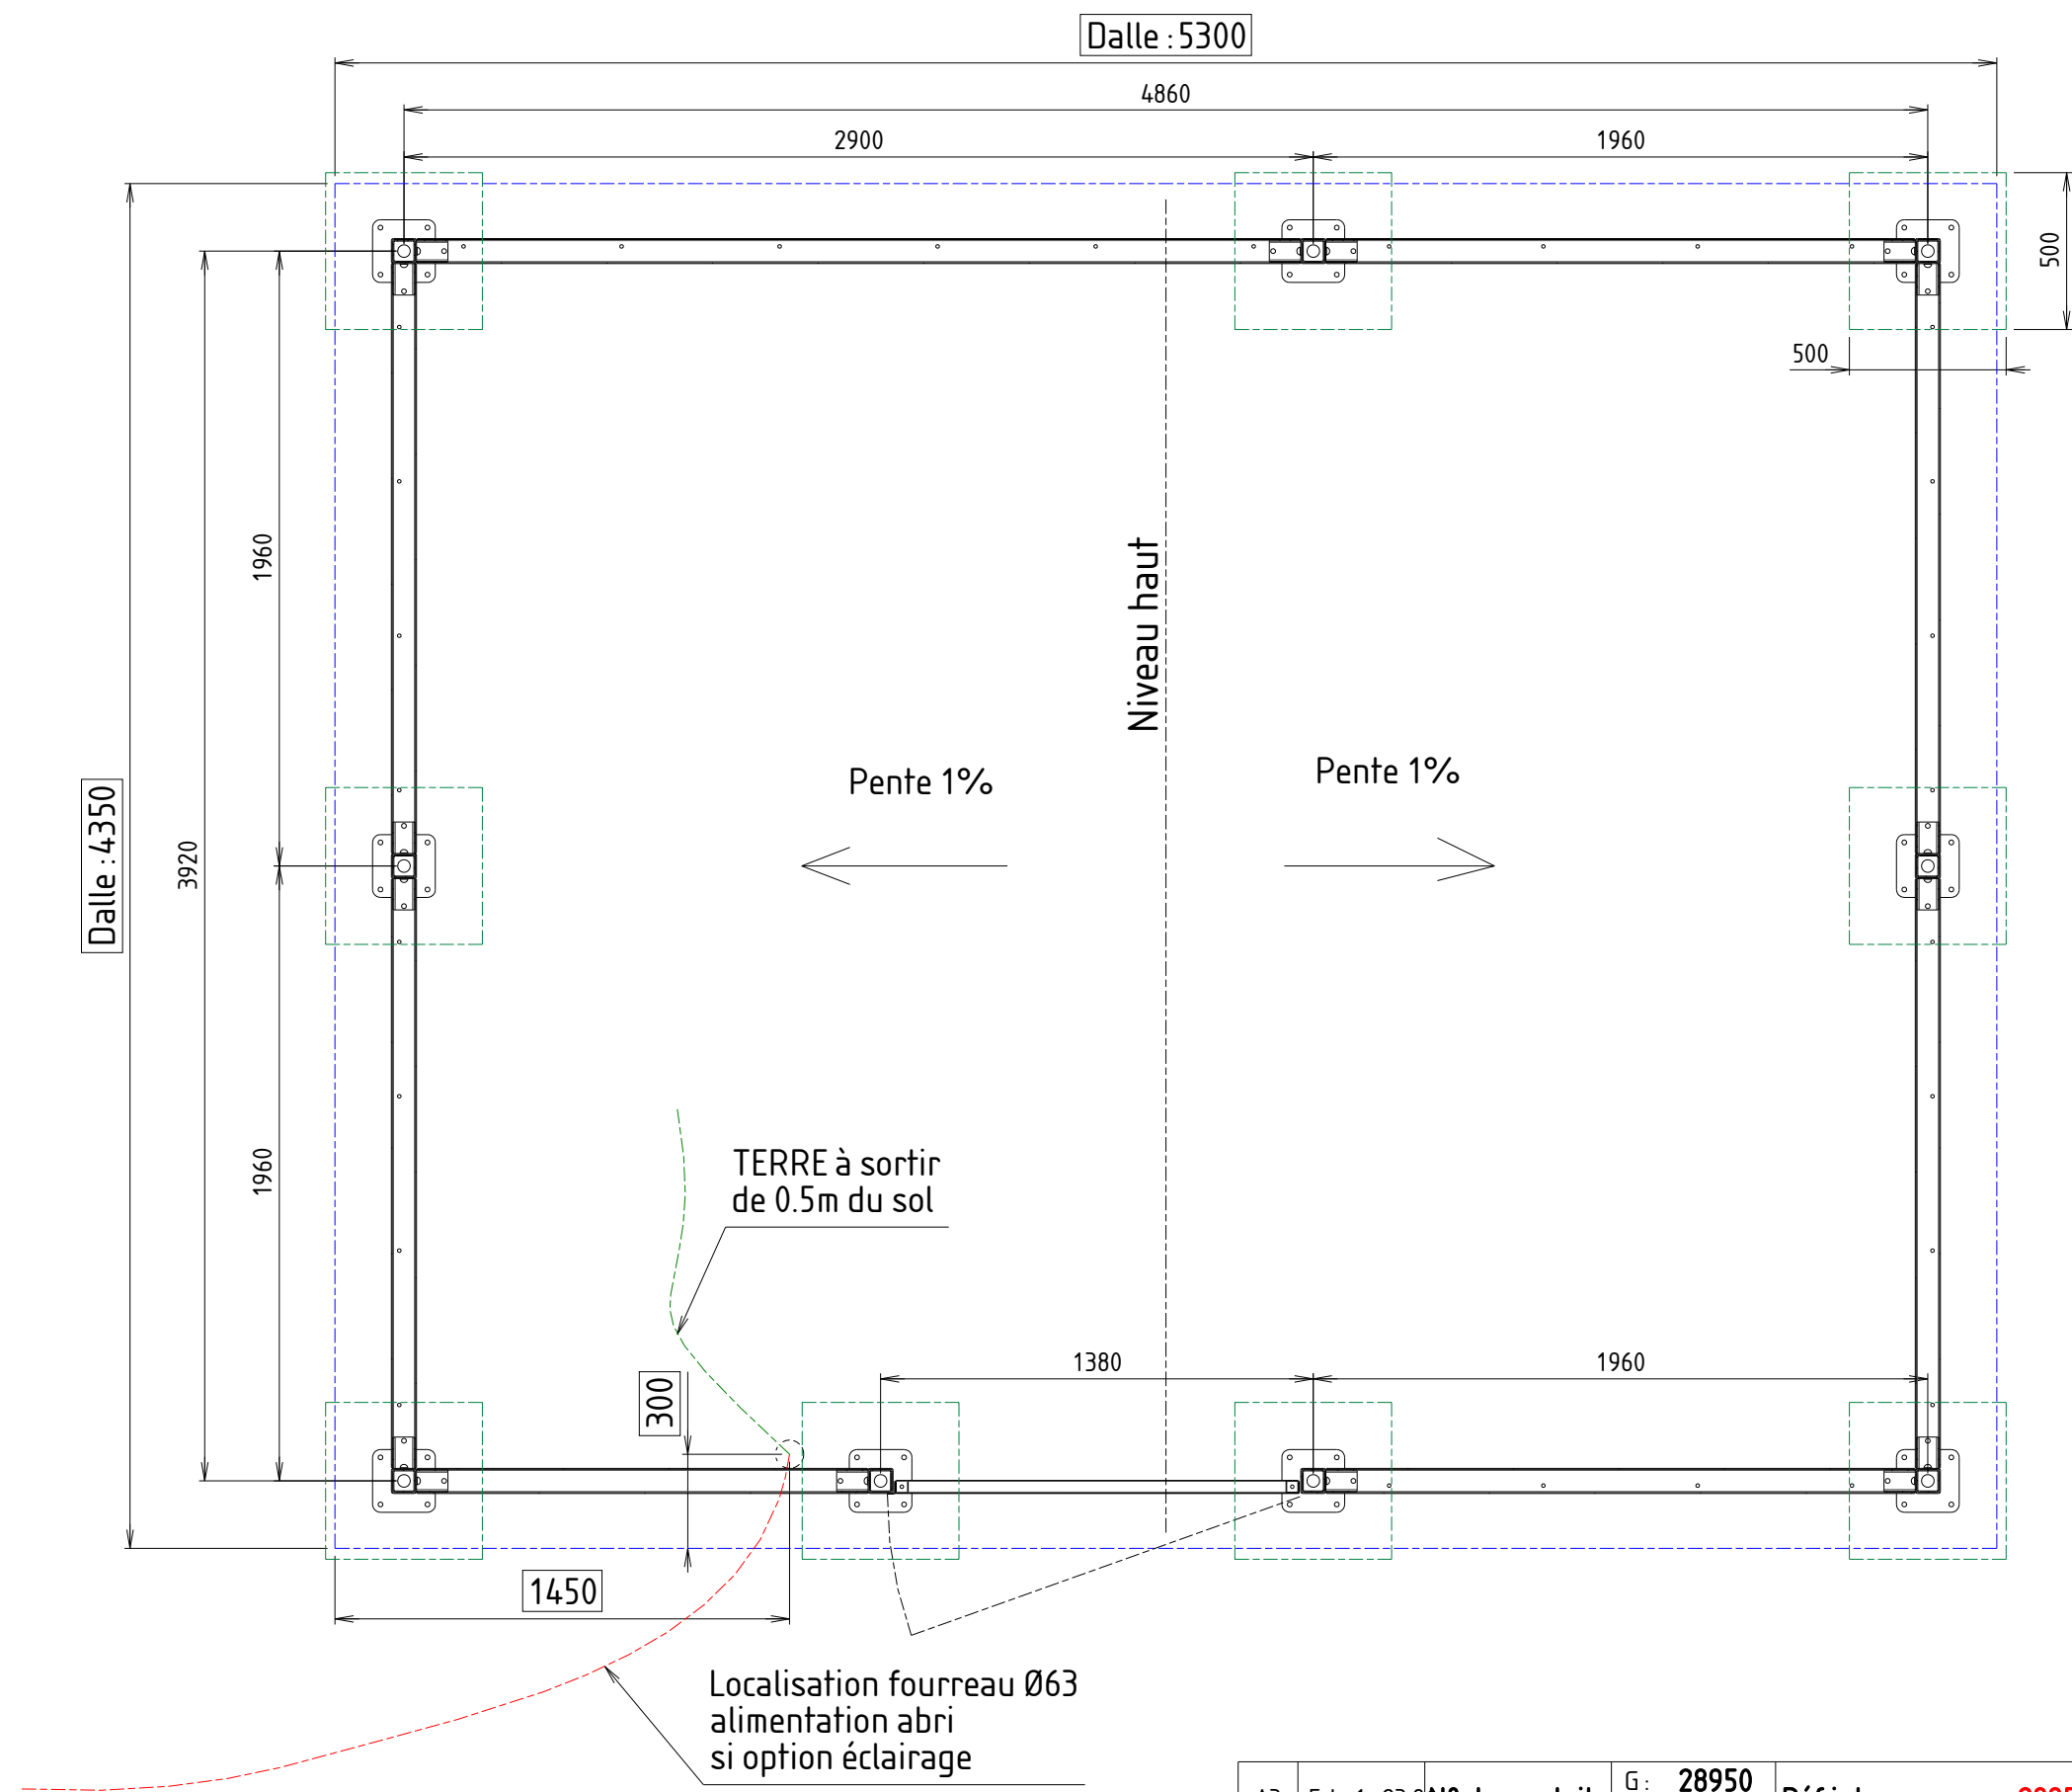 Dalle : 5300
4860
2900
1960
500
500
1960
Niveau haut
Pente 1%
Pente 1%
Dalle : 4350
3920
1960
TERRE à sortir
de 0.5m du sol
300
1380
1960
1450
Localisation fourreau Ø63
alimentation abri
si option éclairage
G : 28950